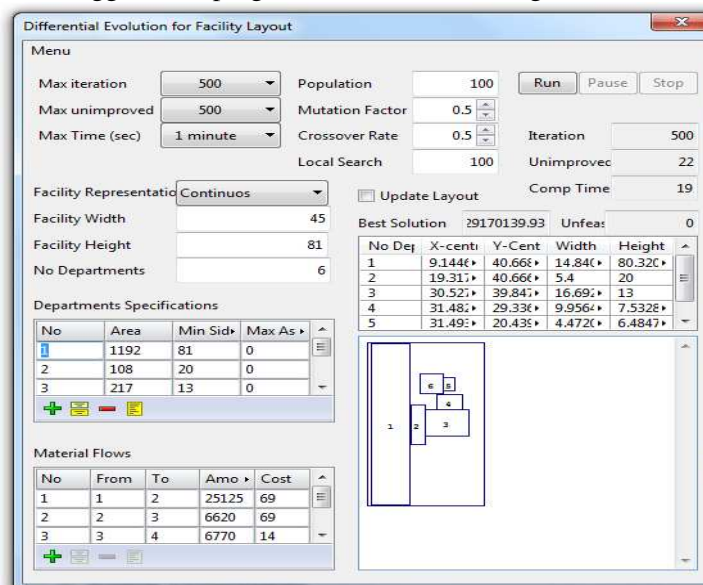 Differential Evolution for Facility Layout
Menu
Max iteration 500 Population 100 Run Pause Stop
Max unimproved 500 Mutation Factor 0.5
Max Time (sec) 1 minute Crossover Rate 0.5 Iteration 500
Local Search 100 Unimprovec 22
Facility Representatio Continuos Update Layout Comp Time 19
Facility Width 45 Best Solution 29170139.93 Unfeas 0
Facility Height 81
No Departments 6
No Dep X-centi Y-Cent Width Height
1 9.144 40.668 14.84 80.320
2 19.317 40.666 5.4 20
3 30.527 39.847 16.692 13
4 31.482 29.336 9.9564 7.5328
5 31.493 20.439 4.472 6.4847
Departments Specifications
No Area Min Sid Max As
1 1192 81 0
2 108 20 0
3 217 13 0
6 5
4
1 2 3
Material Flows
No From To Amo Cost
1 1 2 25125 69
2 2 3 6620 69
3 3 4 6770 14